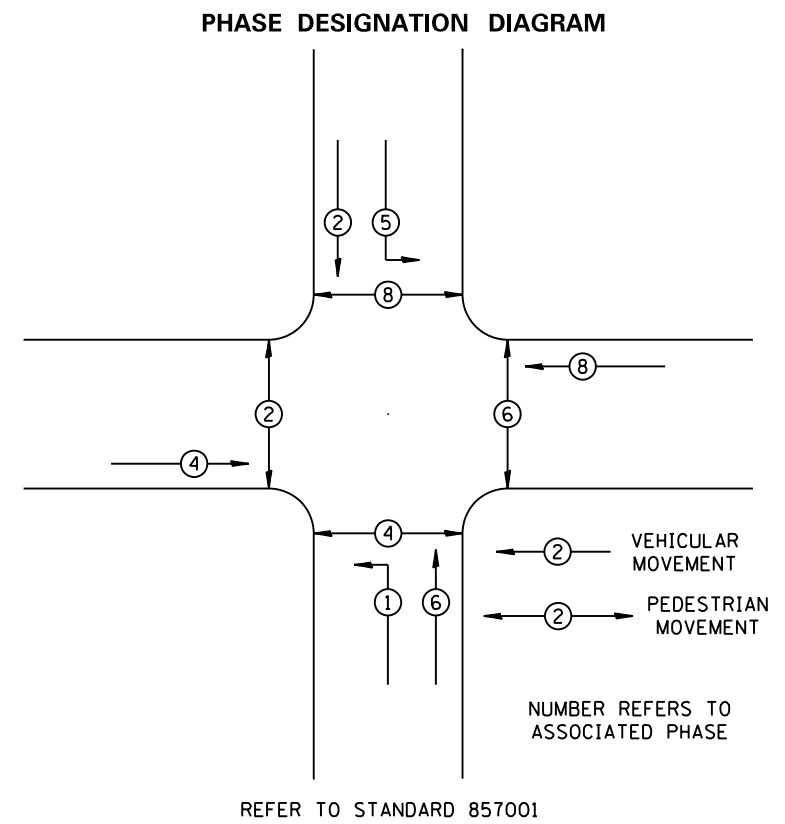 PHASE DESIGNATION DIAGRAM
2
5
8
8
2
6
4
4
2
VEHICULAR
MOVEMENT
1
6
2
PEDESTRIAN
MOVEMENT
NUMBER REFERS TO
ASSOCIATED PHASE
REFER TO STANDARD 857001